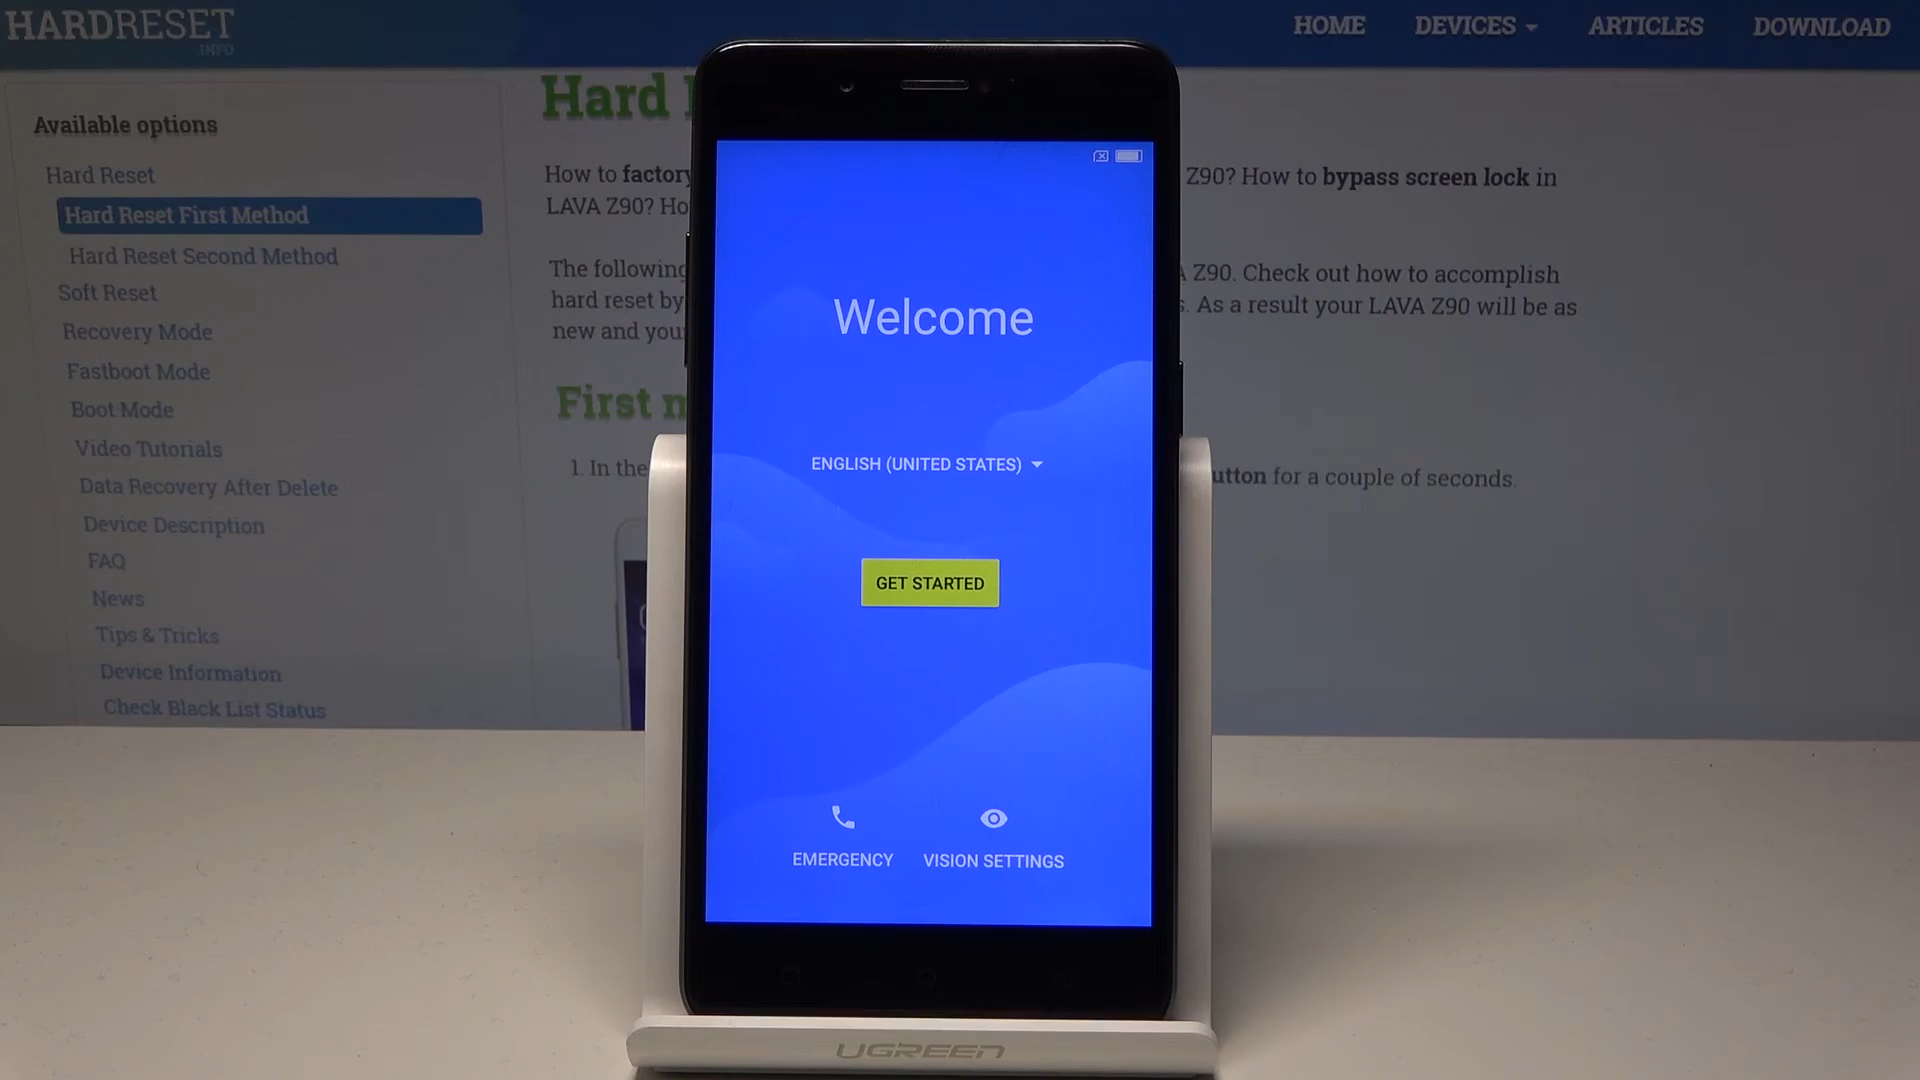 HARDRESET
INFO
HOME
DEVICES
ARTICLES
DOWNLOAD
Available options
Hard Reset
Hard Reset First Method
Hard Reset Second Method
Soft Reset
Recovery Mode
Fastboot Mode
Boot Mode
Video Tutorials
Data Recovery After Delete
Device Description
FAQ
News
Tips & Tricks
Device Information
Check Black List Status
Hard
How to factory Z90? How to bypass screen lock in
LAVA Z90?
The following Z90. Check out how to accomplish
hard reset by As a result your LAVA Z90 will be as
new and your
First
1. In the for a couple of seconds.
Welcome
ENGLISH (UNITED STATES)
GET STARTED
EMERGENCY
VISION SETTINGS
UGREEN